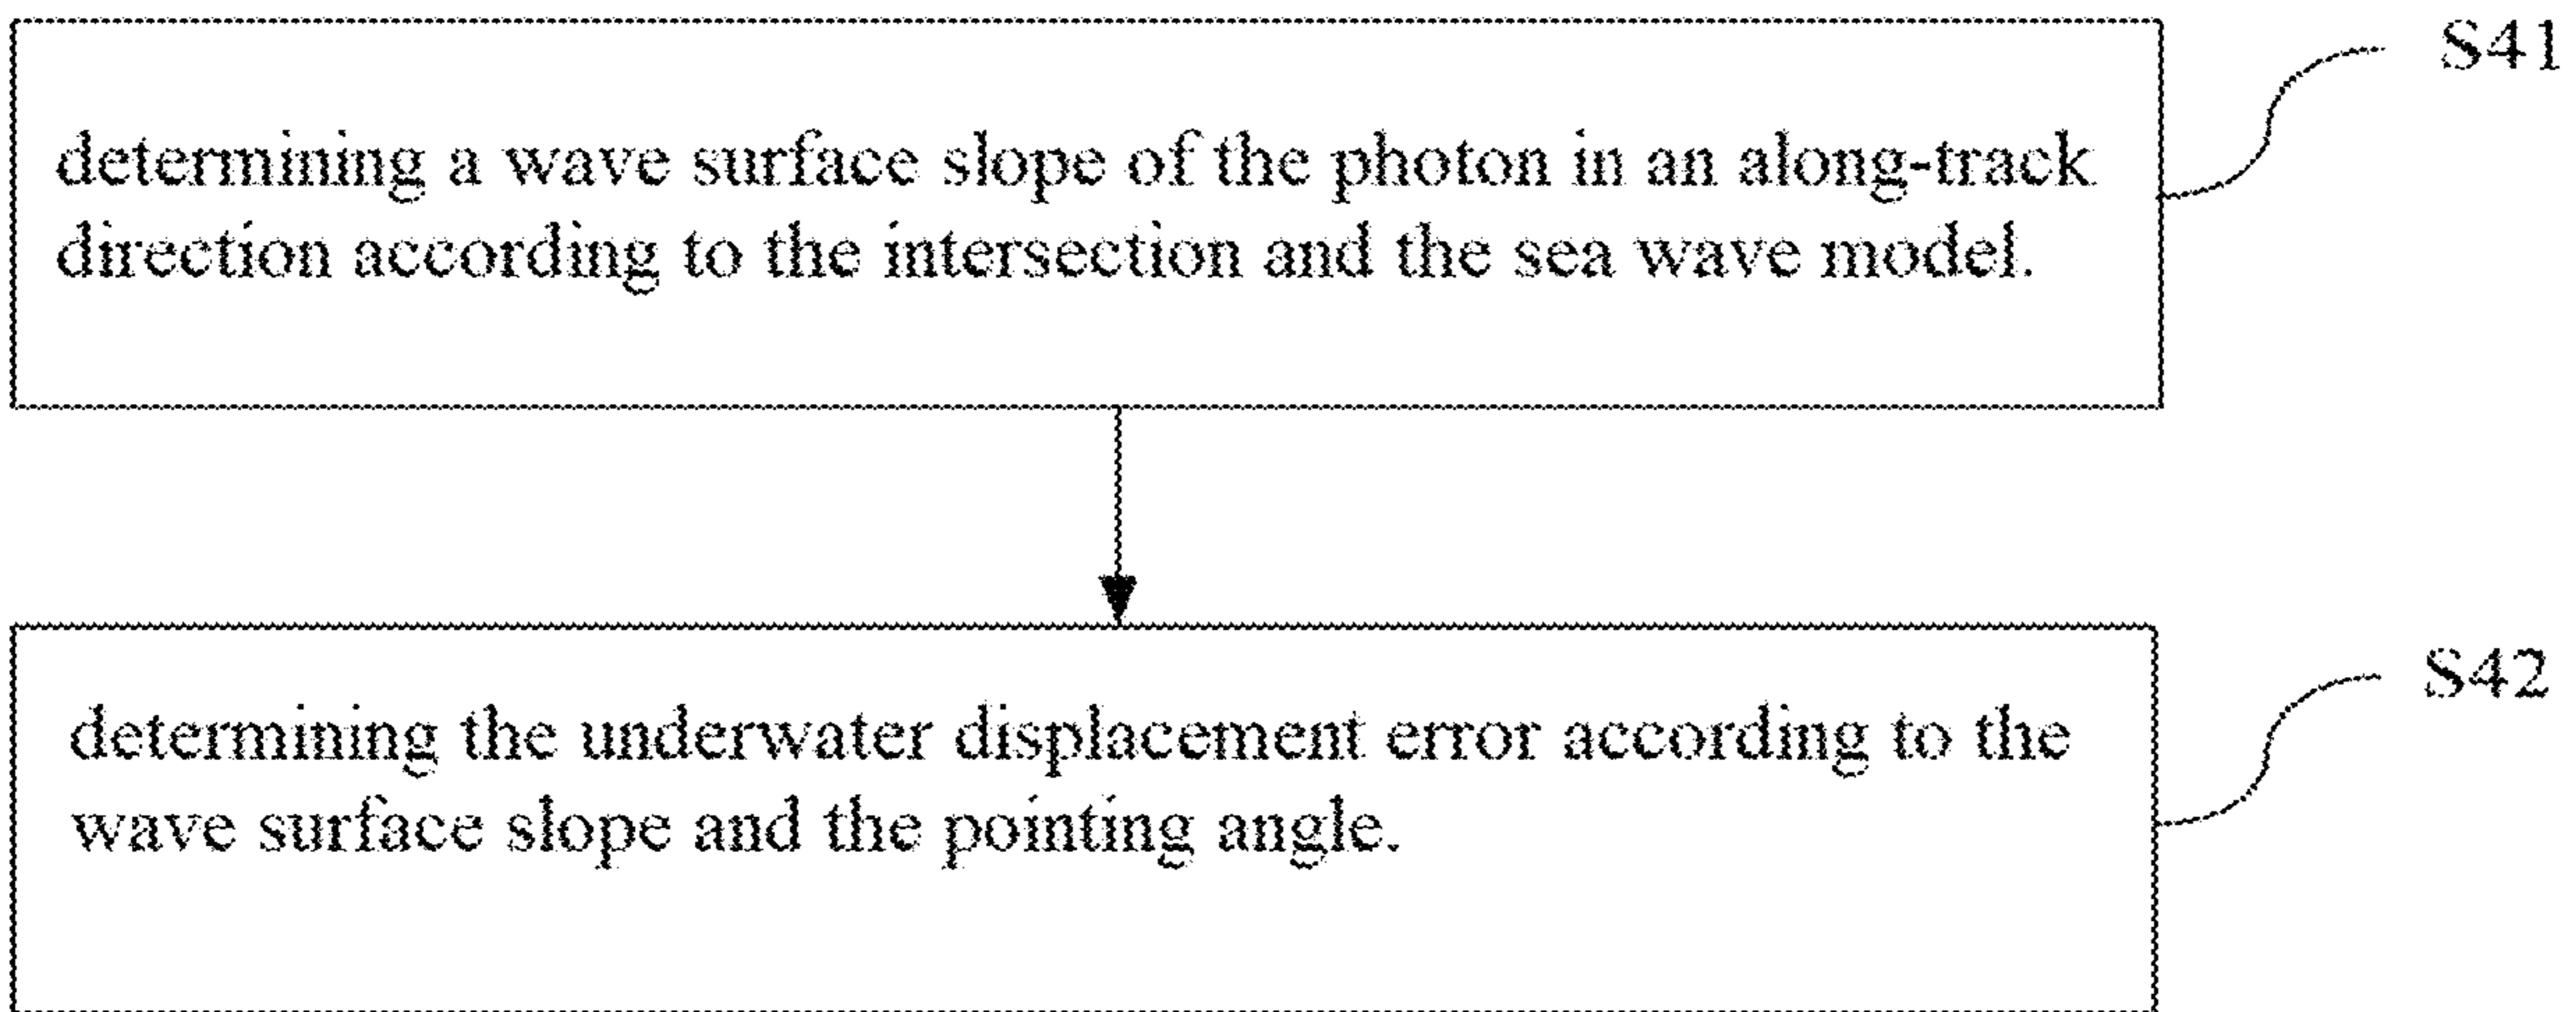 S41
determining a wave surface slope of the photon in an along-track
direction according to the intersection and the sea wave model.
S42
determining the underwater displacement error according to the
wave surface slope and the pointing angle.